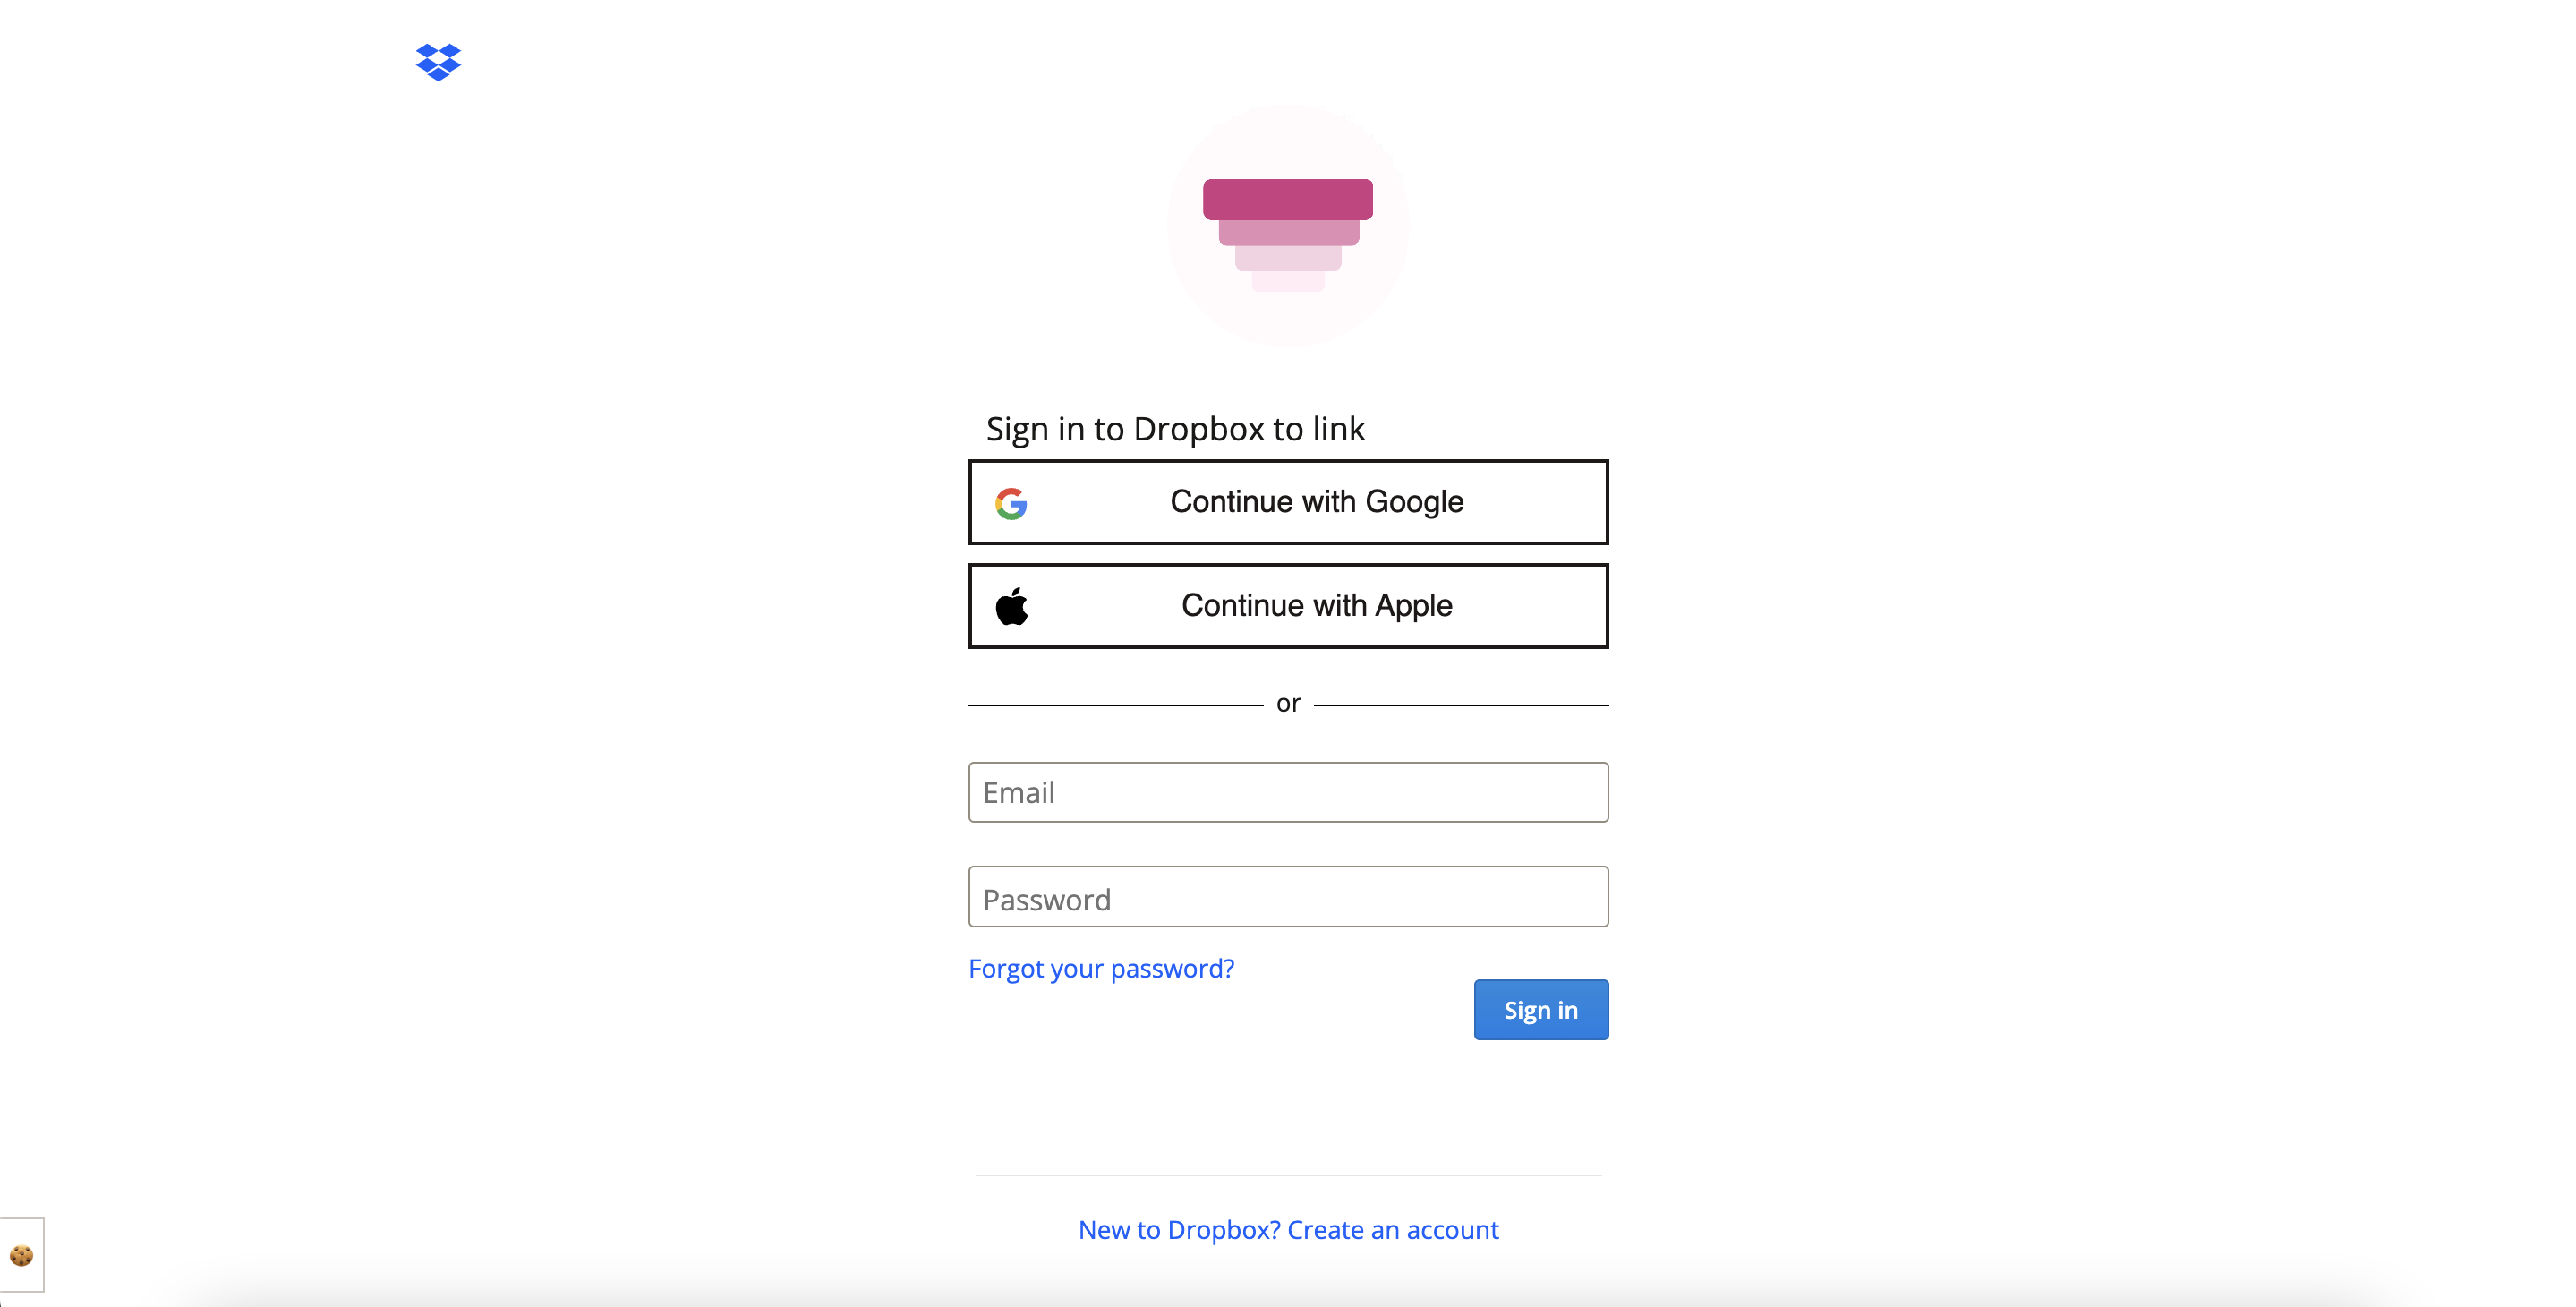 Sign in to Dropbox to link
Continue with Google
Continue with Apple
or
Email
Password
Forgot your password?
Sign in
New to Dropbox? Create an account